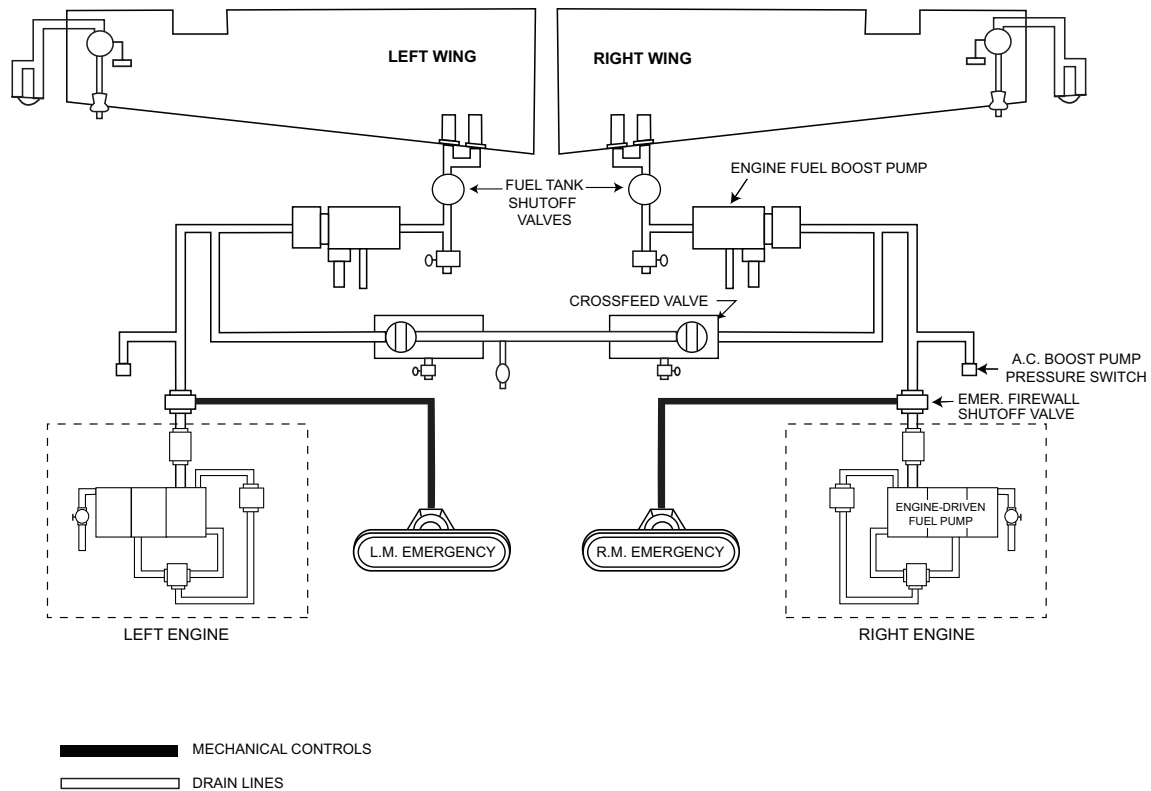 LEFT WING
RIGHT WING
ENGINE FUEL BOOST PUMP
FUEL TANK
SHUTOFF
VALVES
CROSSFEED VALVE
A.C. BOOST PUMP
PRESSURE SWITCH
EMER. FIREWALL
SHUTOFF VALVE
ENGINE-DRIVEN
FUEL PUMP
L.M. EMERGENCY
R.M. EMERGENCY
LEFT ENGINE
RIGHT ENGINE
MECHANICAL CONTROLS
DRAIN LINES